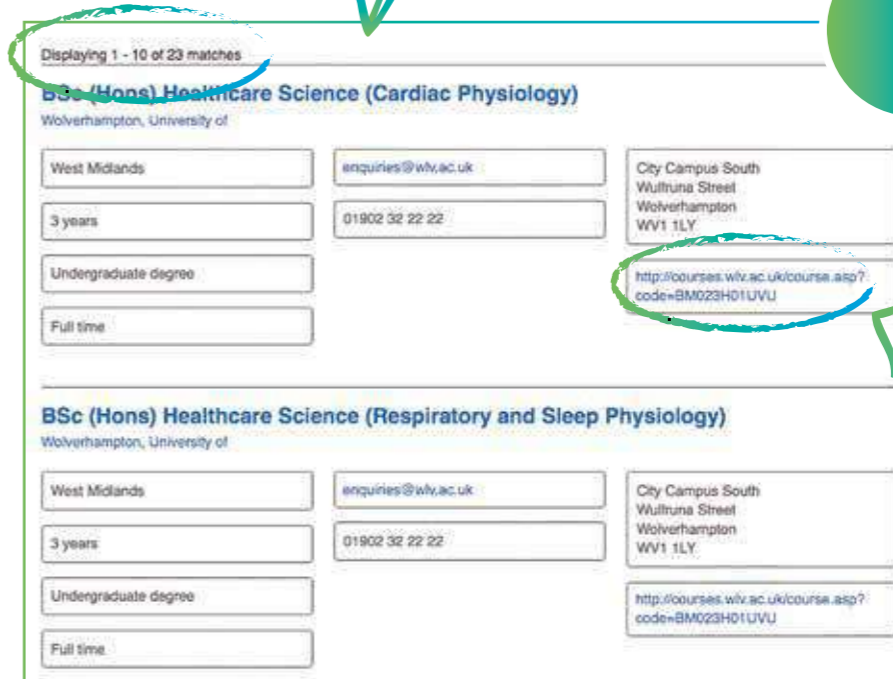 Displaying 1 - 10 of 23 matches
BSc (Hons) Healthcare Science (Cardiac Physiology)
Wolverhampton, University of
West Midlands
enquiries@wlv.ac.uk
City Campus South
Wulfruna Street
Wolverhampton
WV1 1LY
3 years
01902 32 22 22
Undergraduate degree
http://courses.wlv.ac.uk/course.asp?
code=BM023H01UVU
Full time
BSc (Hons) Healthcare Science (Respiratory and Sleep Physiology)
Wolverhampton, University of
West Midlands
enquiries@wlv.ac.uk
City Campus South
Wulfruna Street
Wolverhampton
WV1 1LY
3 years
01902 32 22 22
Undergraduate degree
http://courses.wlv.ac.uk/course.asp?
code=BM023H01UVU
Full time